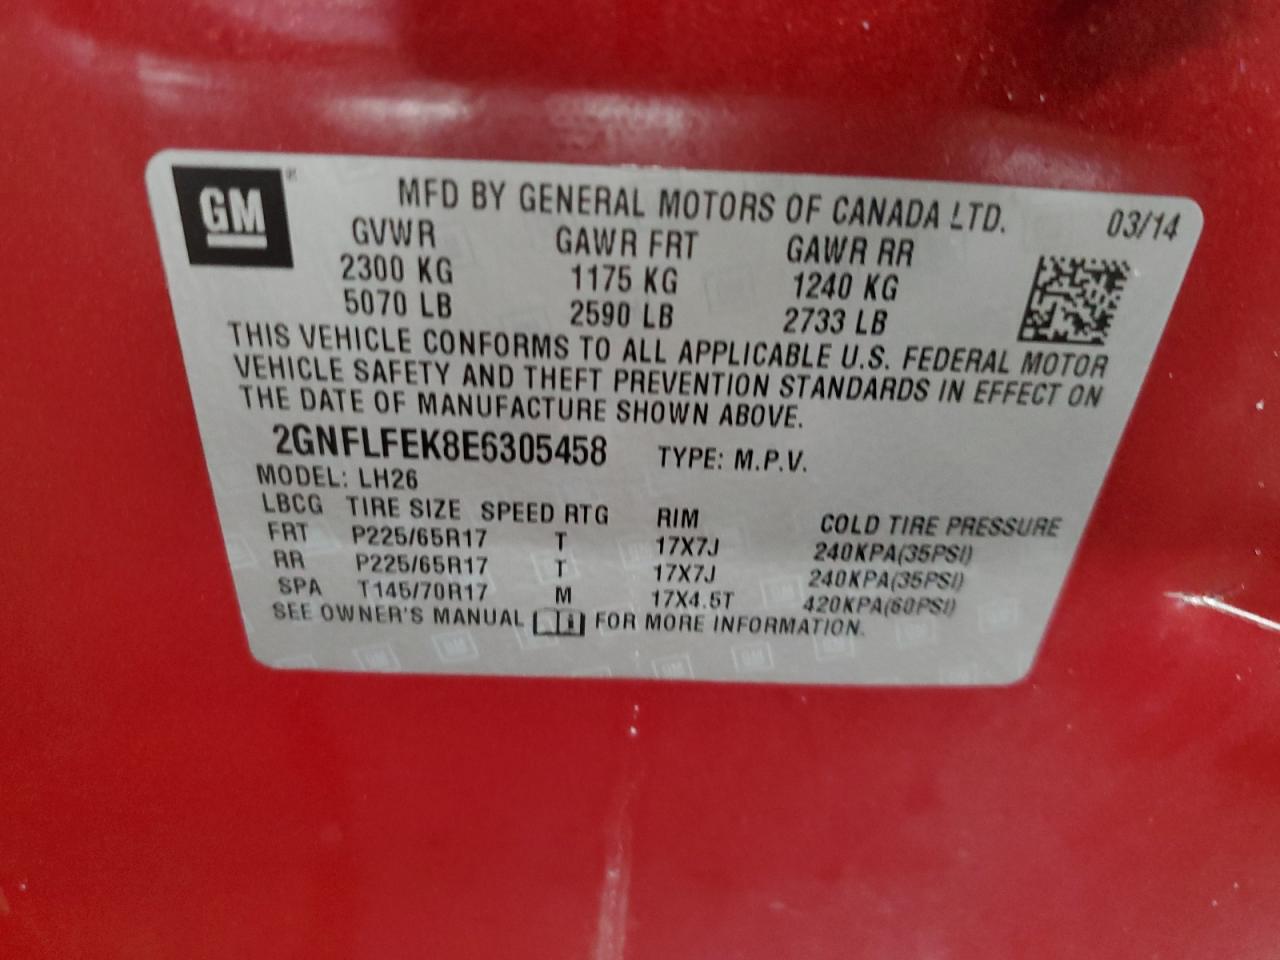 GM
MFD BY GENERAL MOTORS OF CANADA LTD. 03/14
GVWR GAWR FRT GAWR RR
2300 KG 1175 KG 1240 KG
5070 LB 2590 LB 2733 LB
THIS VEHICLE CONFORMS TO ALL APPLICABLE U.S. FEDERAL MOTOR
VEHICLE SAFETY AND THEFT PREVENTION STANDARDS IN EFFECT ON
THE DATE OF MANUFACTURE SHOWN ABOVE.
2GNFLFEK8E6305458 TYPE: M.P.V.
MODEL: LH26
LBCG TIRE SIZE SPEED RTG RIM COLD TIRE PRESSURE
FRT P225/65R17 T 17X7J 240KPA(35PSI)
RR P225/65R17 T 17X7J 240KPA(35PSI)
SPA T145/70R17 M 17X4.5T 420KPA(60PSI)
SEE OWNER'S MANUAL FOR MORE INFORMATION.